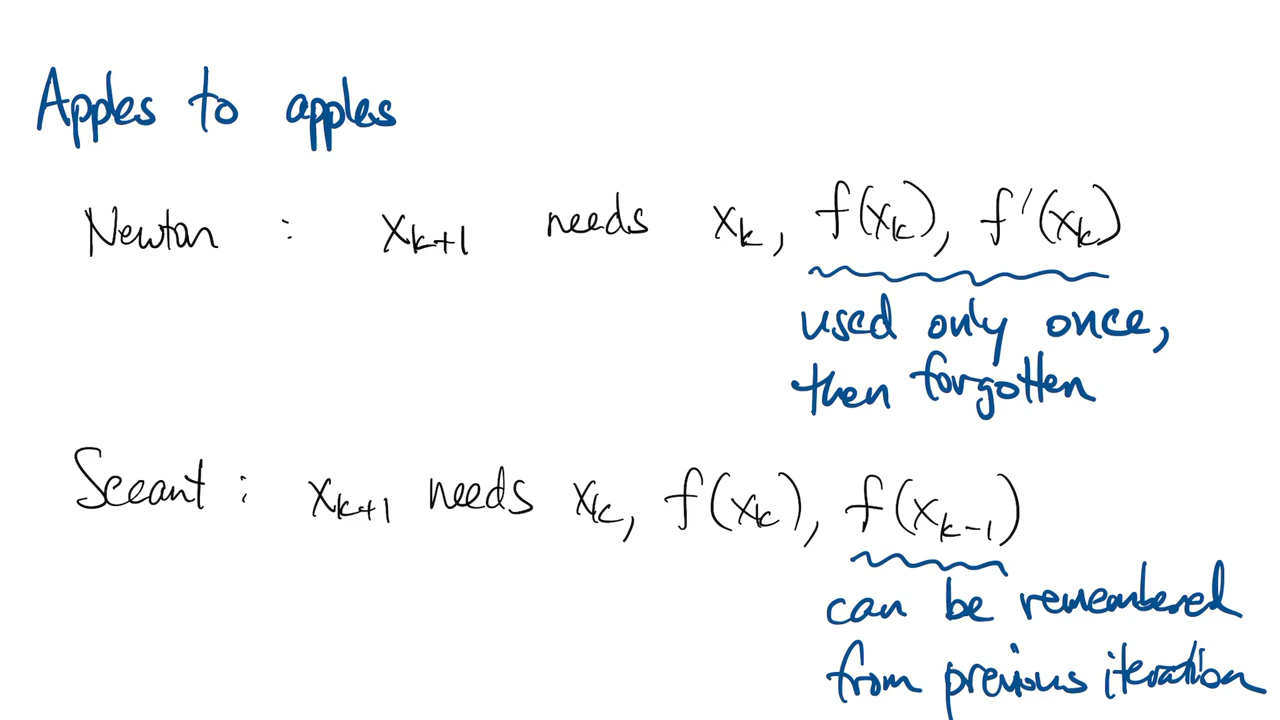 Apples to apples
Newton : x_{k+1} needs x_k, f(x_k), f'(x_k)
used only once,
then forgotten
Secant : x_{k+1} needs x_k, f(x_k), f(x_{k-1})
can be remembered
from previous iteration